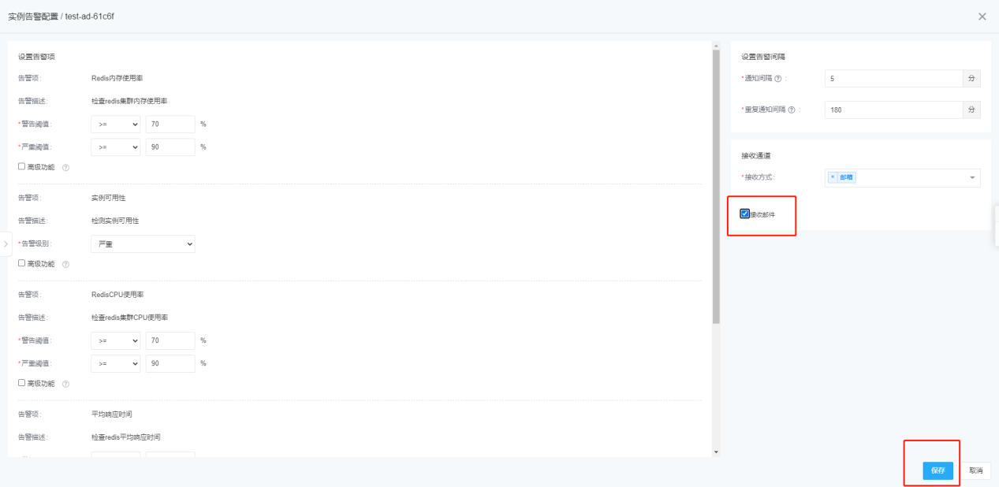 实例告警配置 / test-ad-61c6f
设置告警项
告警项: Redis内存使用率
告警描述: 检查redis集群内存使用率
*警告阈值: >= 70 %
*严重阈值: >= 90 %
高级功能
告警项: 实例可用性
告警描述: 检测实例可用性
*告警级别: 严重
高级功能
告警项: RedisCPU使用率
告警描述: 检查redis集群CPU使用率
*警告阈值: >= 70 %
*严重阈值: >= 90 %
高级功能
告警项: 平均响应时间
告警描述: 检查redis平均响应时间
设置告警间隔
*通知间隔 : 5 分
*重复通知间隔 : 180 分
接收通道
*接收方式: × 邮箱
接收邮件
保存 取消